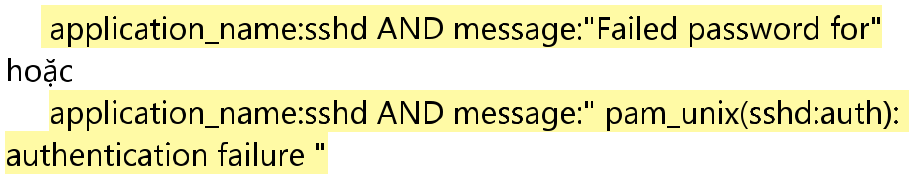 application_name:sshd AND message:"Failed password for"
hoặc
application_name:sshd AND message:" pam_unix(sshd:auth):
authentication failure "